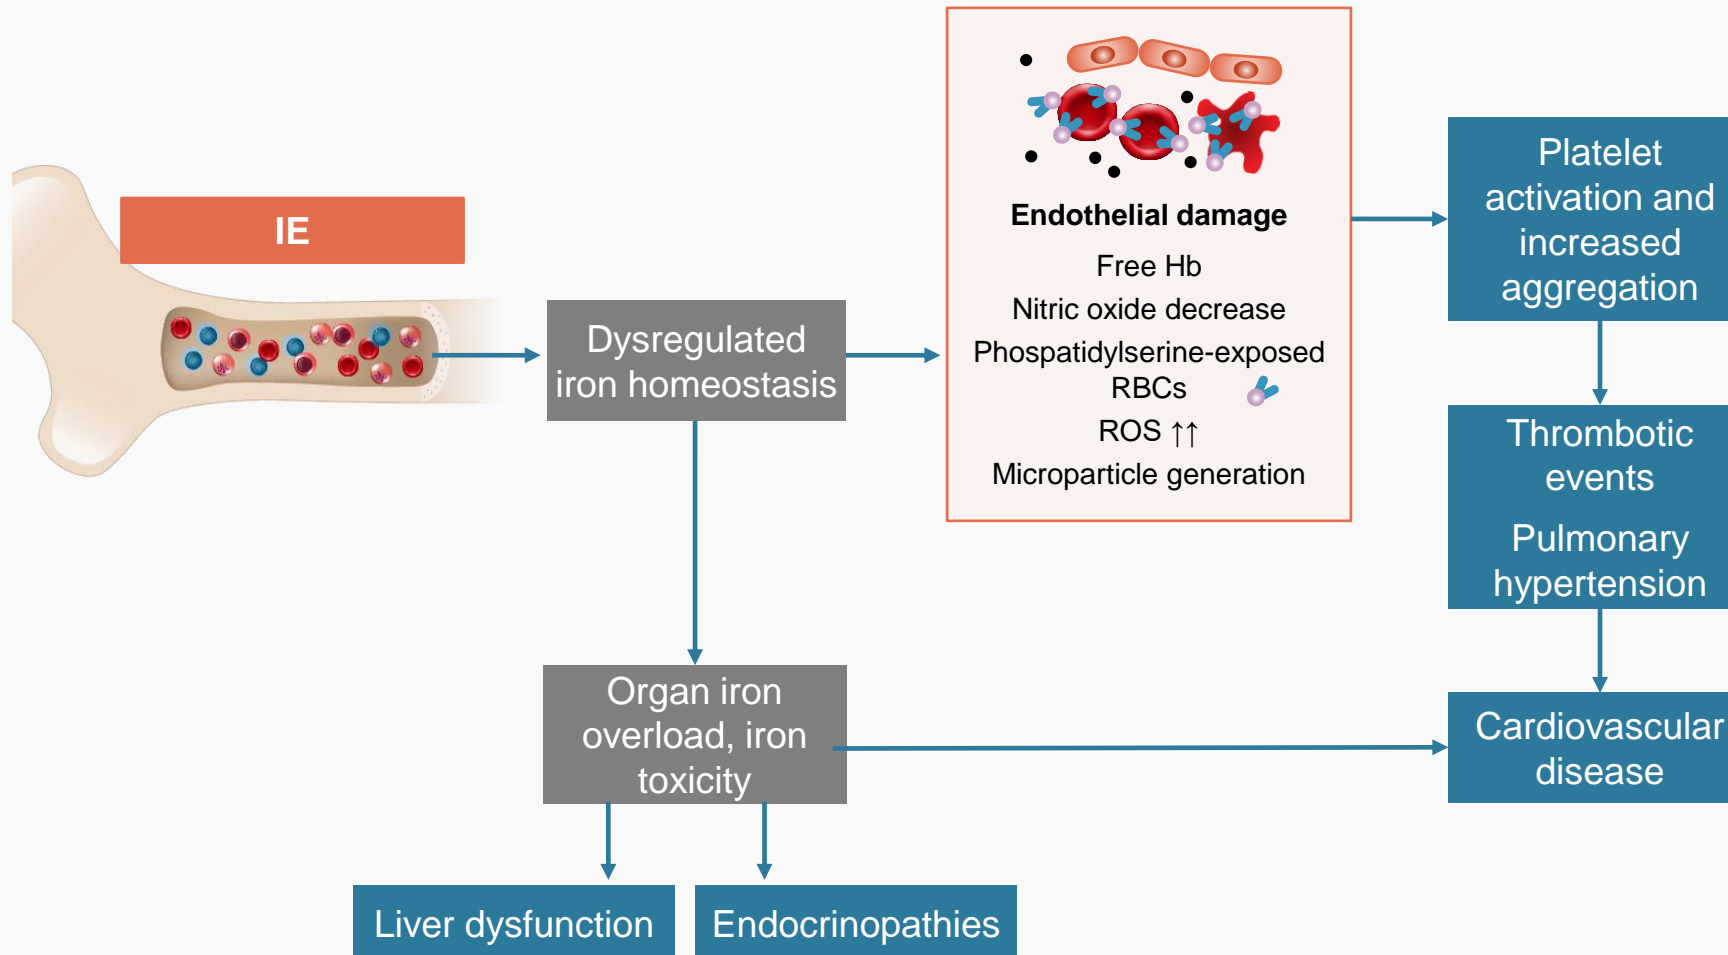 IE
Dysregulated
iron homeostasis
Endothelial damage
Free Hb
Nitric oxide decrease
Phospatidylserine-exposed
RBCs
ROS ↑↑
Microparticle generation
Platelet
activation and
increased
aggregation
Thrombotic
events
Pulmonary
hypertension
Organ iron
overload, iron
toxicity
Cardiovascular
disease
Liver dysfunction
Endocrinopathies